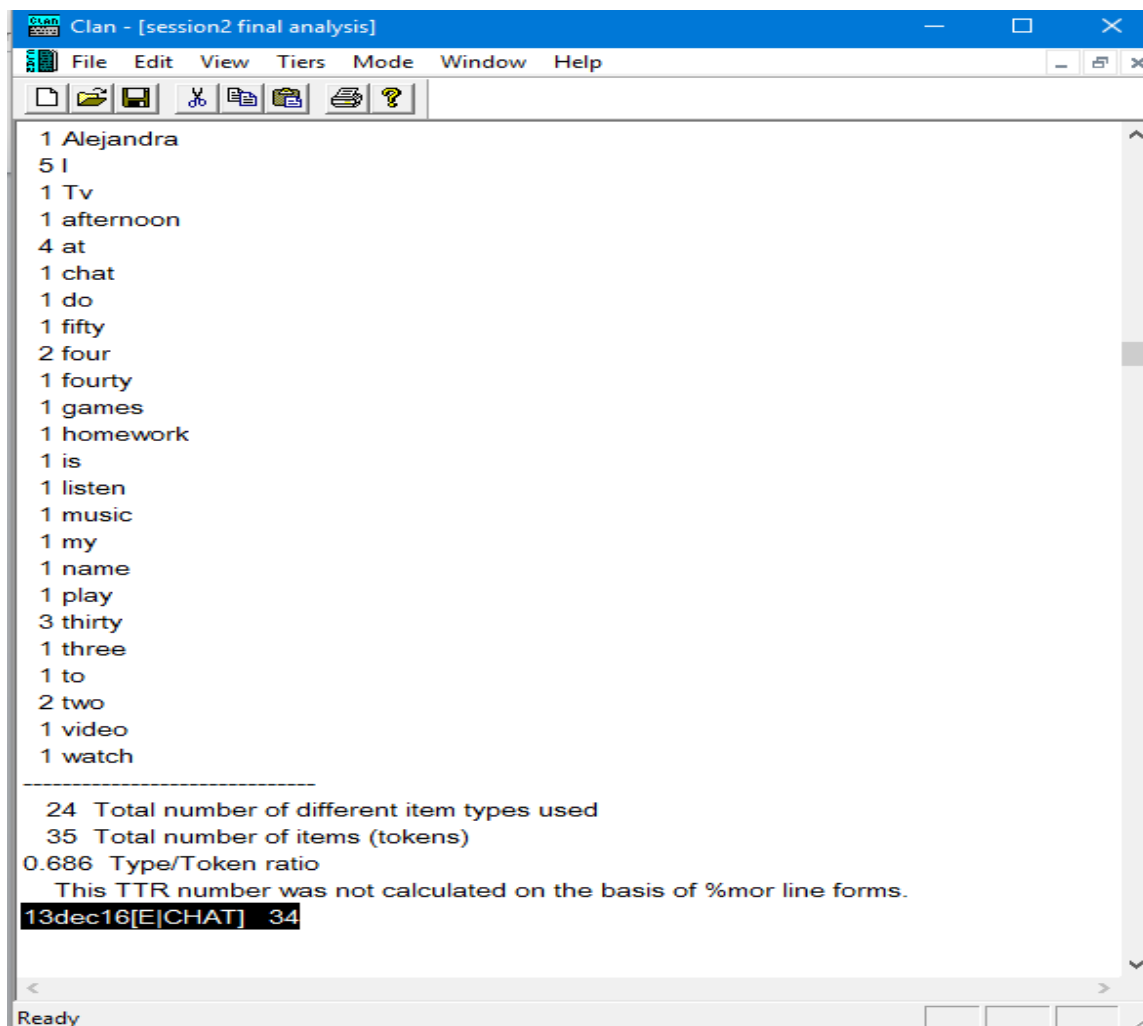 Clan - [session2 final analysis]
File Edit View Tiers Mode Window Help
1 Alejandra
5 I
1 Tv
1 afternoon
4 at
1 chat
1 do
1 fifty
2 four
1 fourty
1 games
1 homework
1 is
1 listen
1 music
1 my
1 name
1 play
3 thirty
1 three
1 to
2 two
1 video
1 watch
------------------------------
24 Total number of different item types used
35 Total number of items (tokens)
0.686 Type/Token ratio
This TTR number was not calculated on the basis of %mor line forms.
13dec16[E|CHAT] 34
Ready